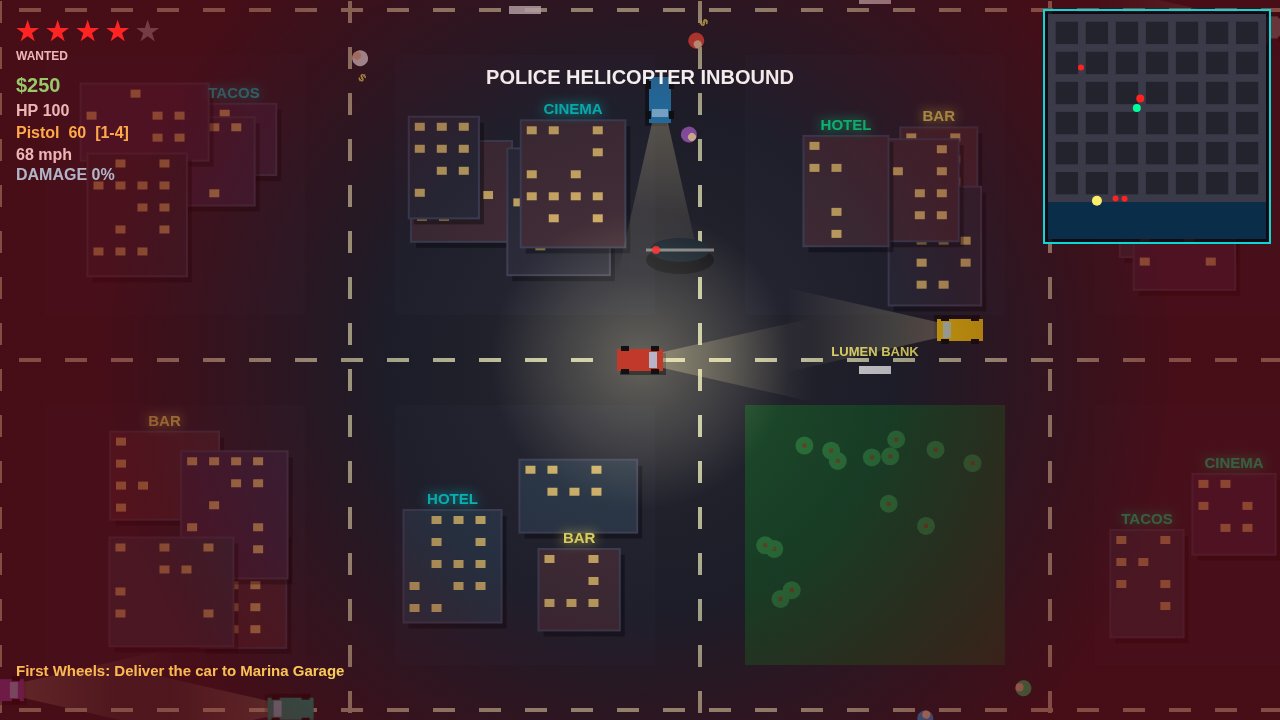 WANTED
$250
HP 100
Pistol 60 [1-4]
68 mph
DAMAGE 0%
TACOS
POLICE HELICOPTER INBOUND
CINEMA
HOTEL
BAR
$
$
LUMEN BANK
BAR
HOTEL
BAR
CINEMA
TACOS
First Wheels: Deliver the car to Marina Garage